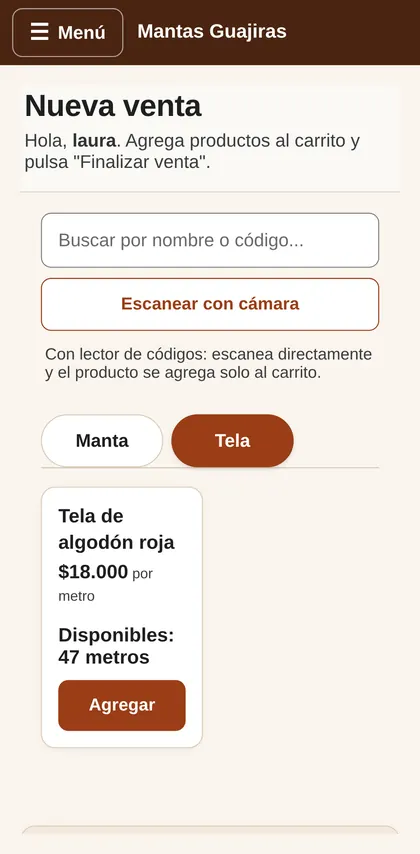 ☰ Menú
Mantas Guajiras
Nueva venta
Hola, laura. Agrega productos al carrito y
pulsa "Finalizar venta".
Buscar por nombre o código...
Escanear con cámara
Con lector de códigos: escanea directamente
y el producto se agrega solo al carrito.
Manta
Tela
Tela de
algodón roja
$18.000 por
metro
Disponibles:
47 metros
Agregar